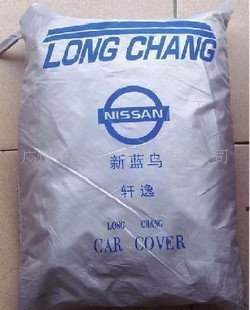 LONG CHANG
NISSAN
新蓝鸟
轩逸
LONG CHANG
CAR COVER